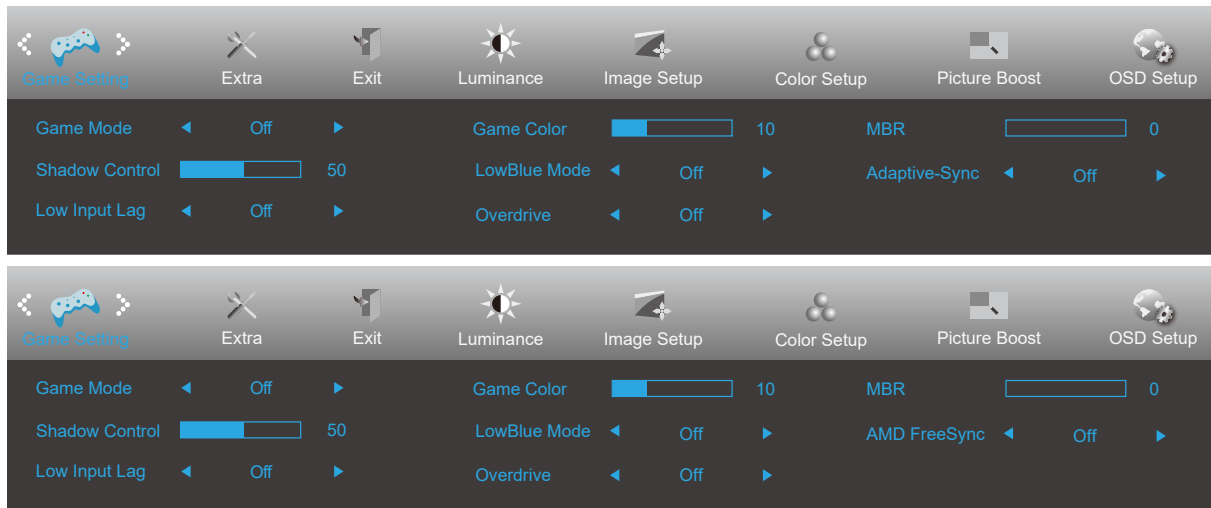 Game Setting Extra Exit Luminance Image Setup Color Setup Picture Boost OSD Setup
Game Mode Off Game Color 10 MBR 0
Shadow Control 50 LowBlue Mode Off Adaptive-Sync Off
Low Input Lag Off Overdrive Off
Game Setting Extra Exit Luminance Image Setup Color Setup Picture Boost OSD Setup
Game Mode Off Game Color 10 MBR 0
Shadow Control 50 LowBlue Mode Off AMD FreeSync Off
Low Input Lag Off Overdrive Off